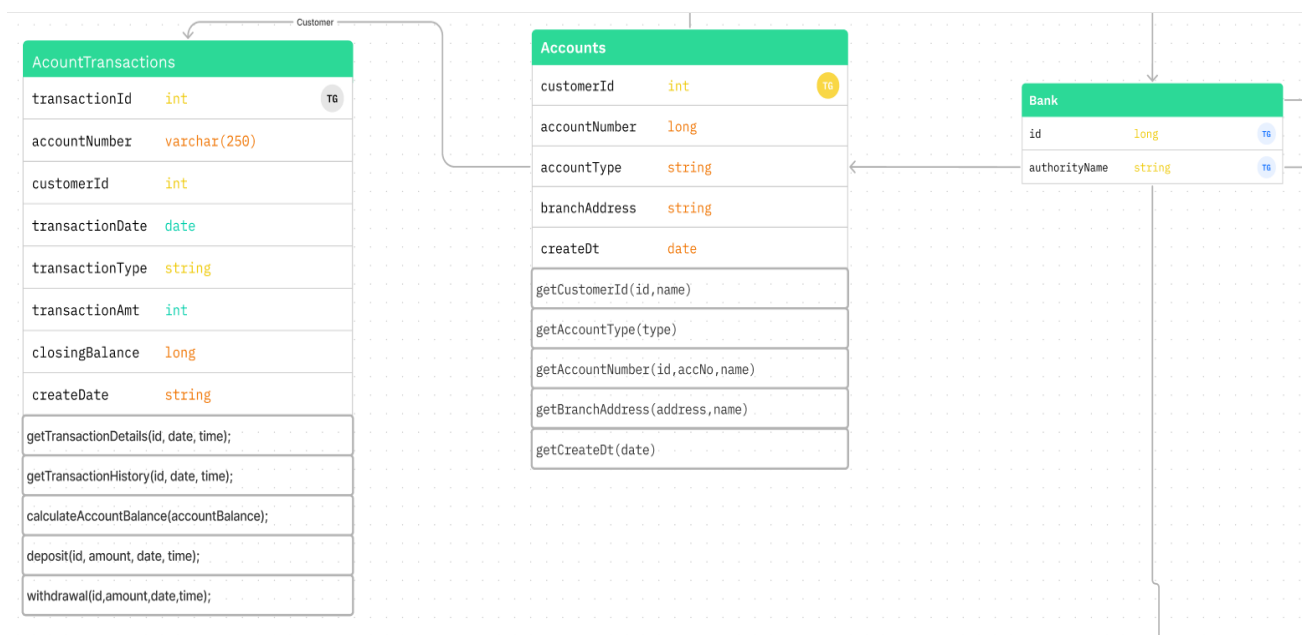 Customer
AcountTransactions
transactionId int TG
accountNumber varchar(250)
customerId int
transactionDate date
transactionType string
transactionAmt int
closingBalance long
createDate string
getTransactionDetails(id, date, time);
getTransactionHistory(id, date, time);
calculateAccountBalance(accountBalance);
deposit(id, amount, date, time);
withdrawal(id,amount,date,time);
Accounts
customerId int TG
accountNumber long
accountType string
branchAddress string
createDt date
getCustomerId(id,name)
getAccountType(type)
getAccountNumber(id,accNo,name)
getBranchAddress(address,name)
getCreateDt(date)
Bank
id long TG
authorityName string TG